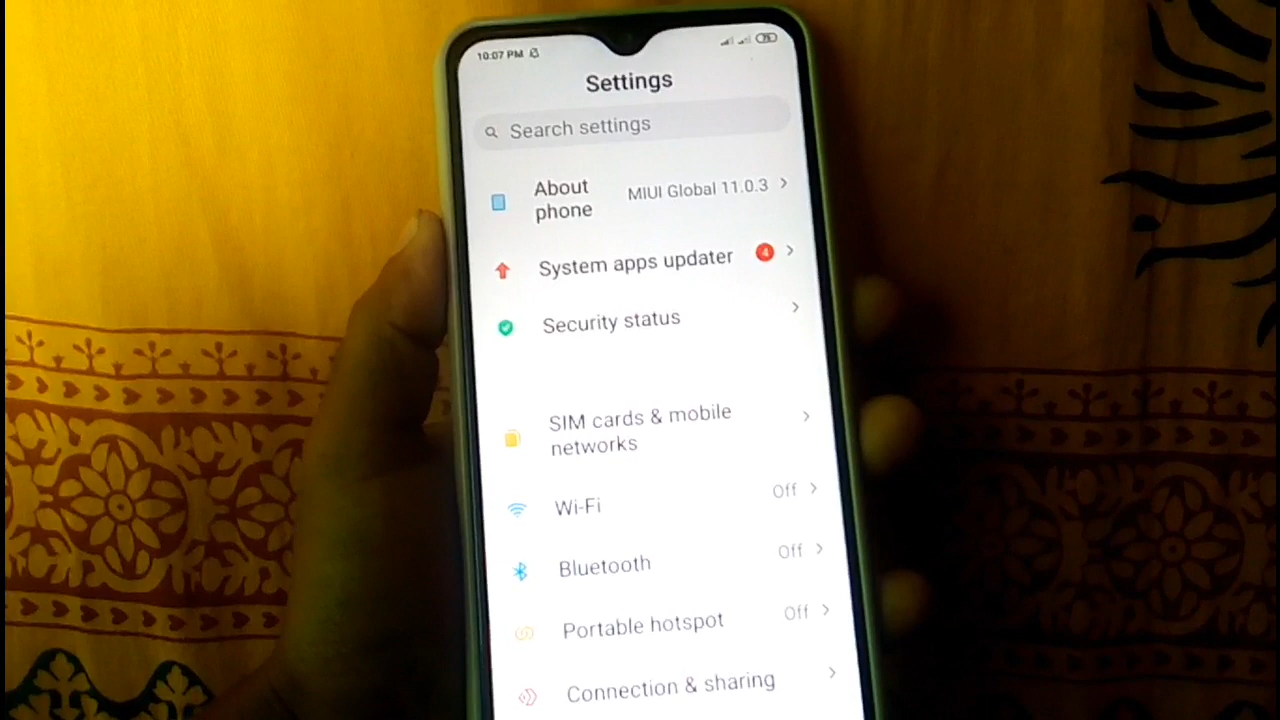 10:07 PM
Settings
Search settings
About
phone
MIUI Global 11.0.3
System apps updater 4
Security status
SIM cards & mobile
networks
Wi-Fi Off
Bluetooth Off
Portable hotspot Off
Connection & sharing